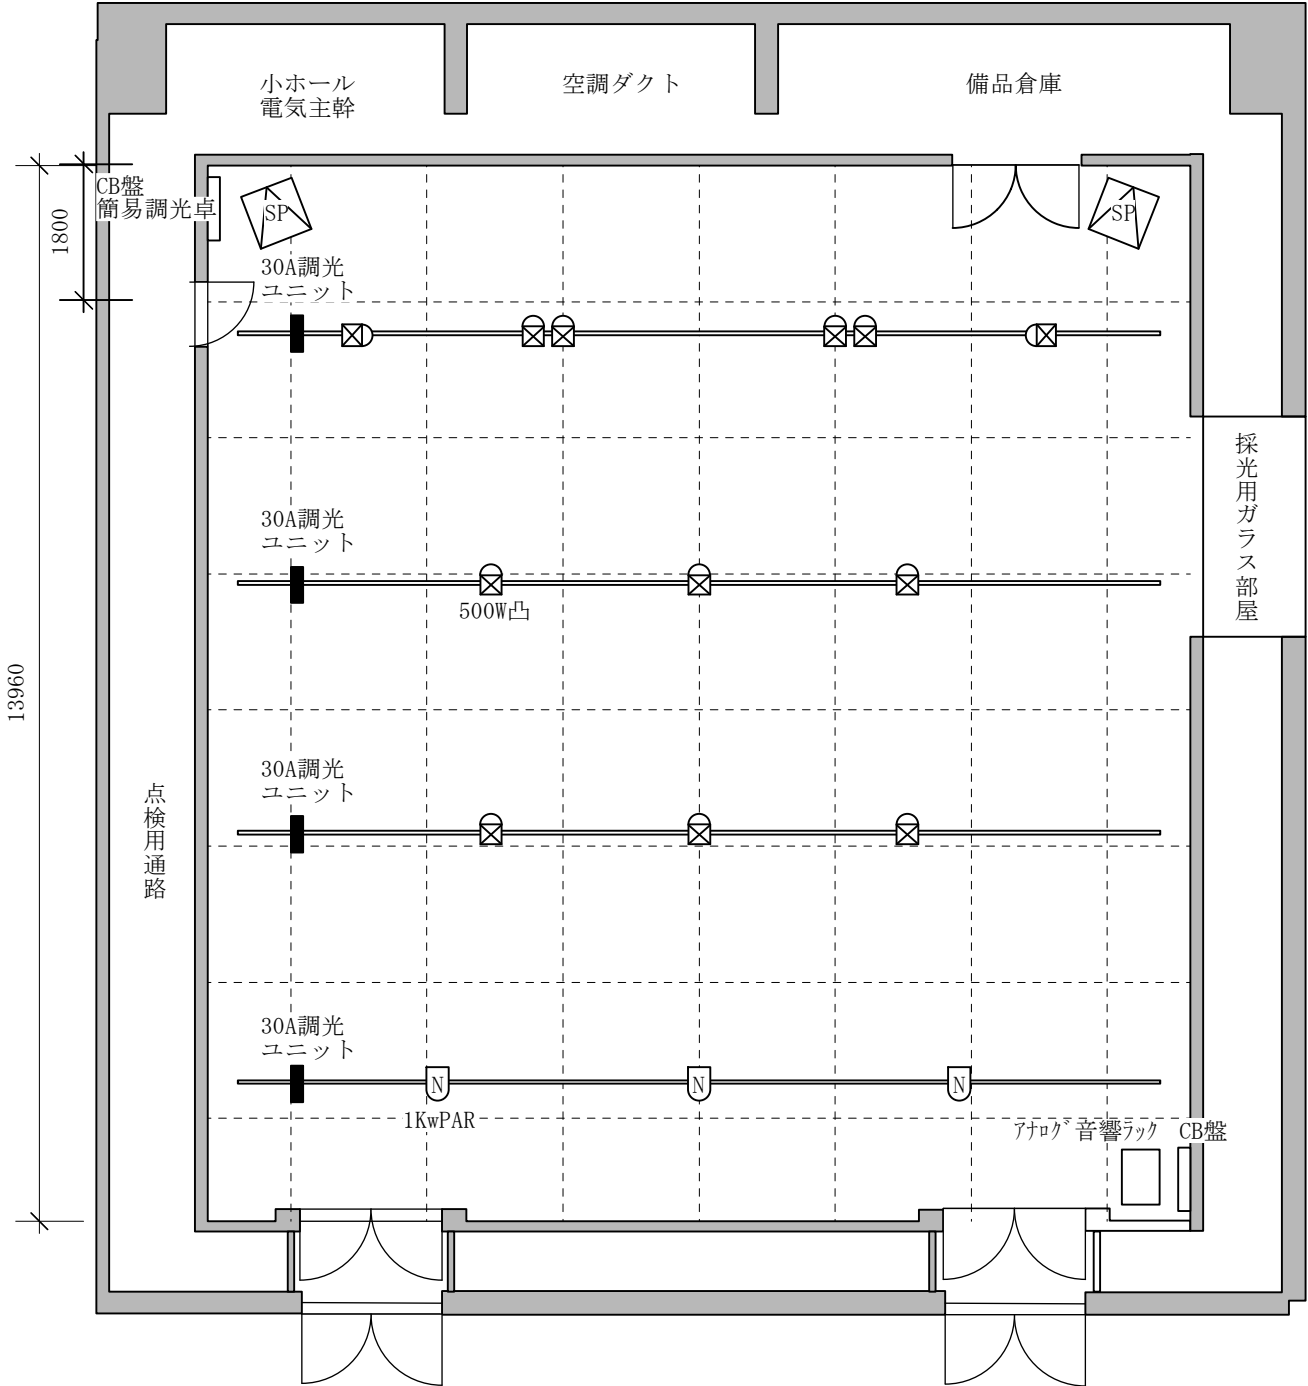 小ホール
電気主幹
空調ダクト
備品倉庫
CB盤
簡易調光卓
SP
SP
1800
30A調光
ユニット
採光用ガラス部屋
30A調光
ユニット
500W凸
13960
点検用通路
30A調光
ユニット
30A調光
ユニット
N
N
N
1KwPAR
ｱﾅﾛｸﾞ音響ﾗｯｸ
CB盤